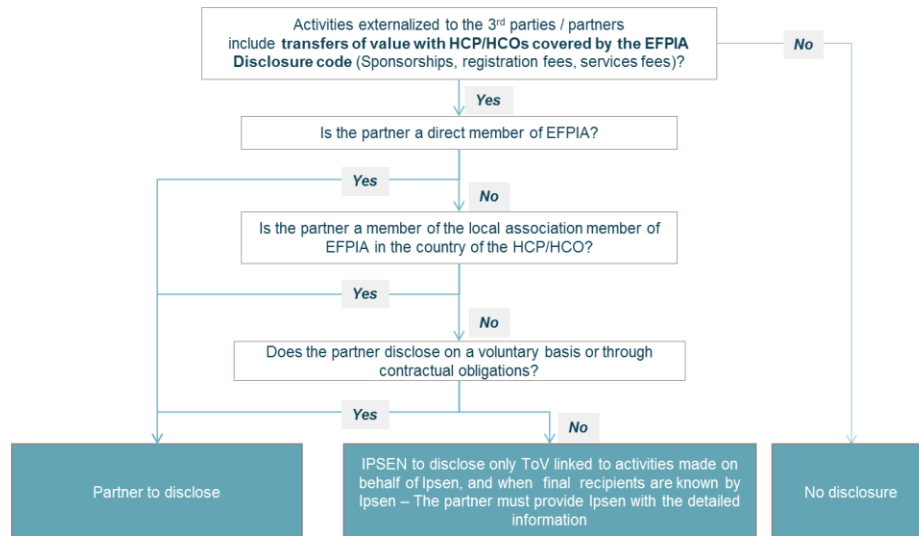 Activities externalized to the 3rd parties / partners
include transfers of value with HCP/HCOs covered by the EFPIA
Disclosure code (Sponsorships, registration fees, services fees)?
No
Yes
Is the partner a direct member of EFPIA?
Yes
No
Is the partner a member of the local association member of
EFPIA in the country of the HCP/HCO?
Yes
No
Does the partner disclose on a voluntary basis or through
contractual obligations?
Yes
No
Partner to disclose
IPSEN to disclose only ToV linked to activities made on
behalf of Ipsen, and when final recipients are known by
Ipsen – The partner must provide Ipsen with the detailed
information
No disclosure